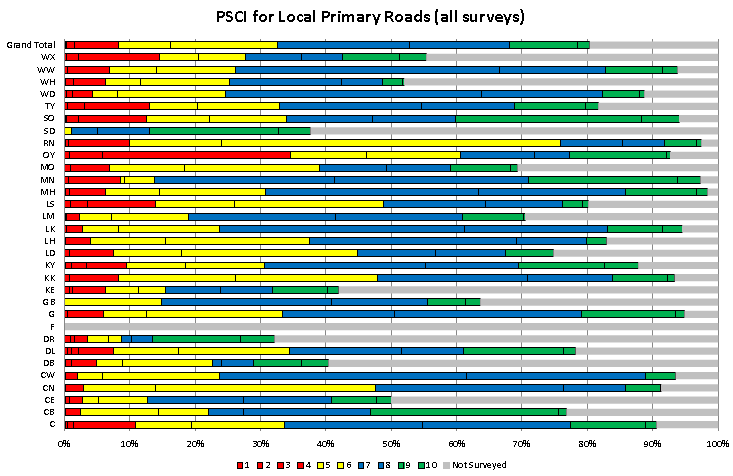 PSCI for Local Primary Roads (all surveys)
Grand Total
WX
WW
WH
WD
TY
SO
SD
RN
OY
MO
MN
MH
LS
LM
LK
LH
LD
KY
KK
KE
GB
G
F
DR
DL
DB
CW
CN
CE
CB
C
0% 10% 20% 30% 40% 50% 60% 70% 80% 90% 100%
1 2 3 4 5 6 7 8 9 10 Not Surveyed